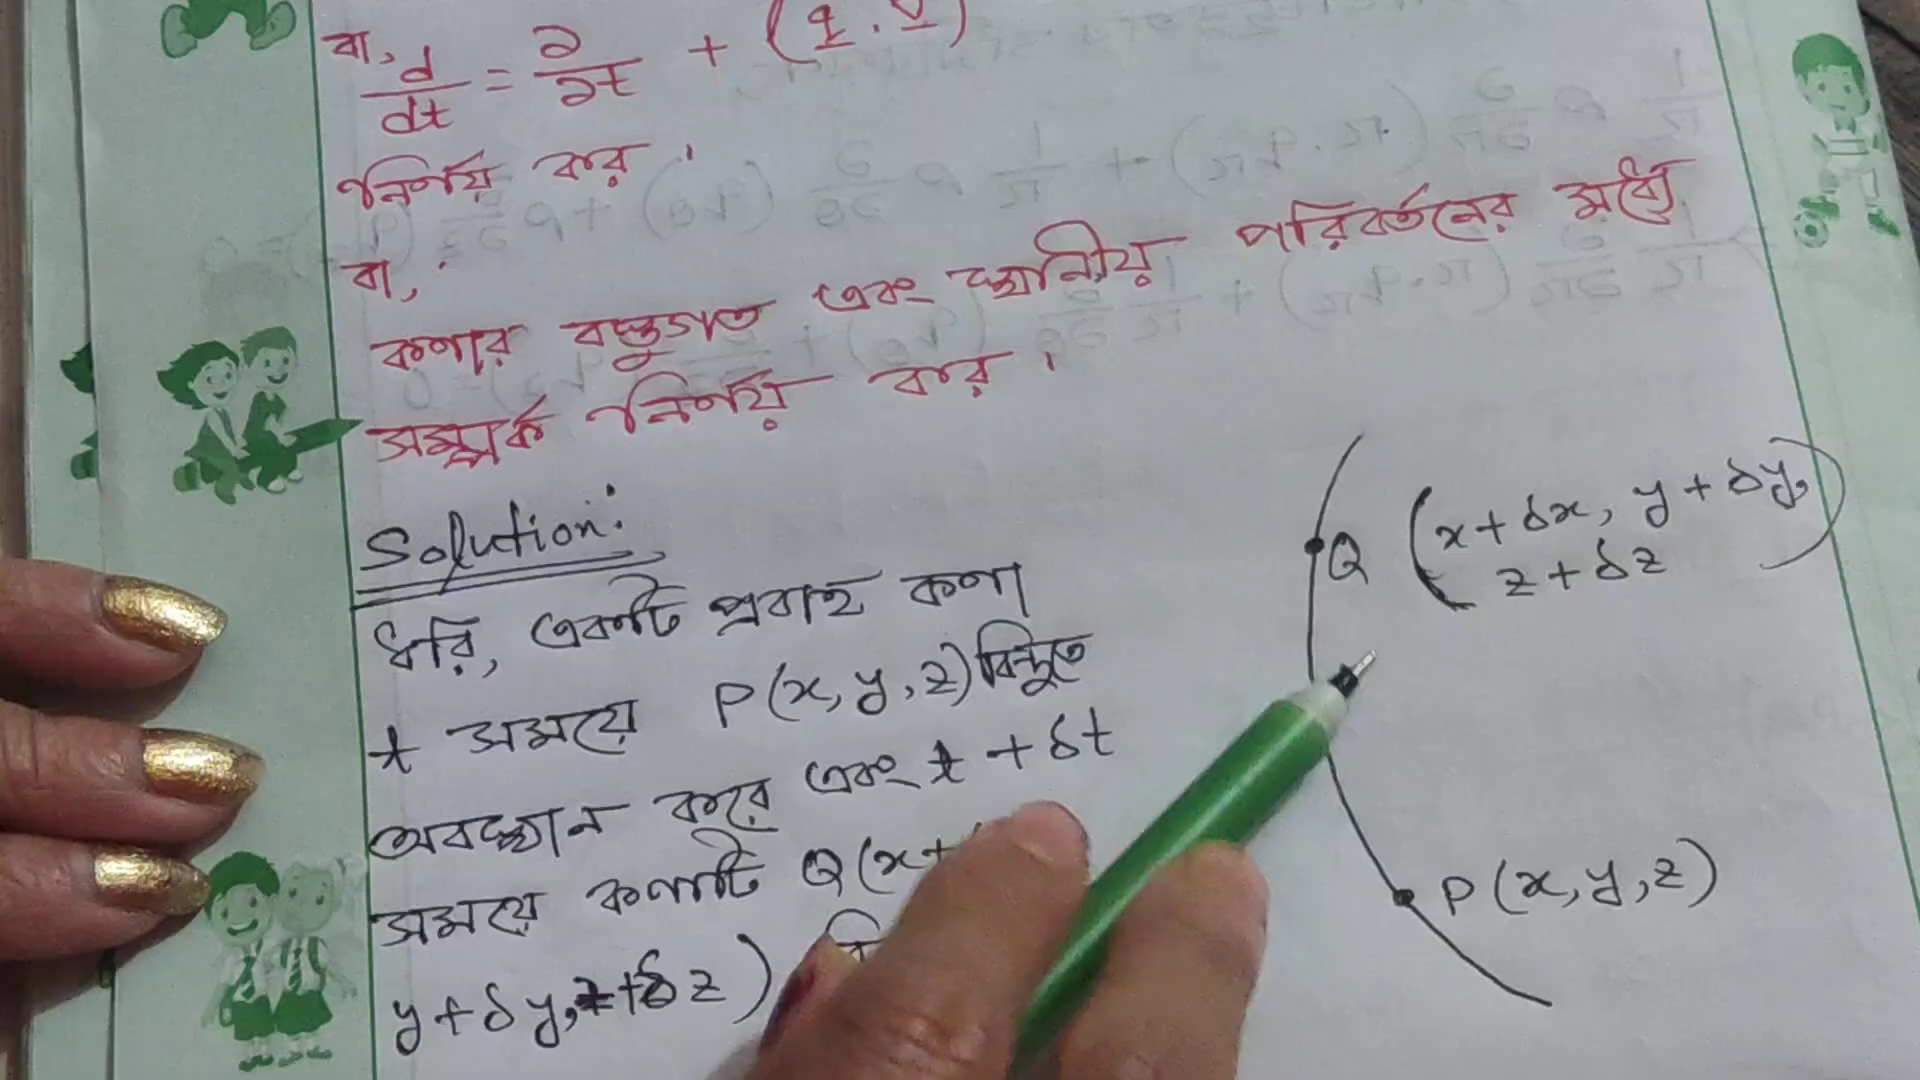 বা, d/dt = ∂/∂t + (q . ∇)
নির্ণয় কর।
বা,
কণার বস্তুগত এবং স্থানীয় পরিবর্তনের মধ্যে
সম্পর্ক নির্ণয় কর।
Solution:
ধরি, একটি প্রবাহ কণা
t সময়ে P(x, y, z) বিন্দুতে
অবস্থান করে এবং t + δt
সময়ে কণাটি Q(x+
y+δy, z+δz)
Q (x+δx, y+δy,
z+δz)
P(x, y, z)